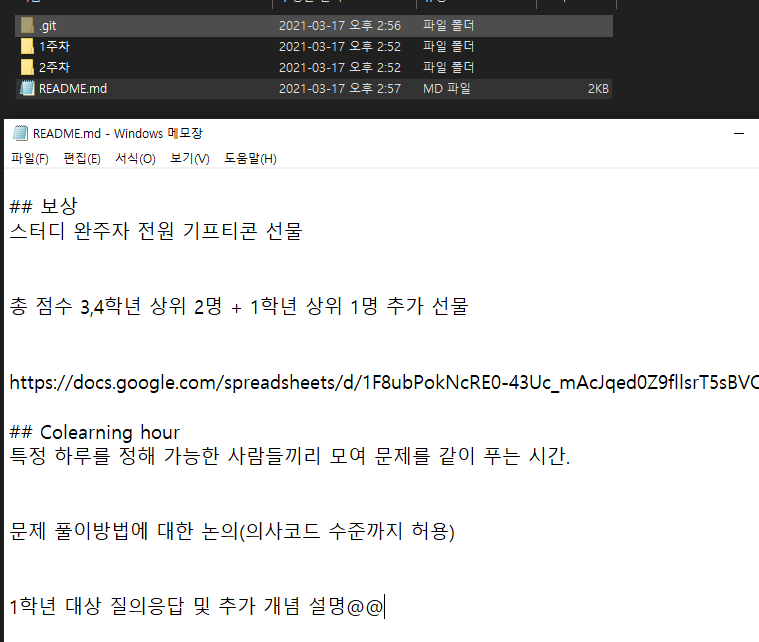 .git 2021-03-17 오후 2:56 파일 폴더
1주차 2021-03-17 오후 2:52 파일 폴더
2주차 2021-03-17 오후 2:52 파일 폴더
README.md 2021-03-17 오후 2:57 MD 파일 2KB
README.md - Windows 메모장
파일(F) 편집(E) 서식(O) 보기(V) 도움말(H)
## 보상
스터디 완주자 전원 기프티콘 선물
총 점수 3,4학년 상위 2명 + 1학년 상위 1명 추가 선물
https://docs.google.com/spreadsheets/d/1F8ubPokNcRE0-43Uc_mAcJqed0Z9fllsrT5sBVC
## Colearning hour
특정 하루를 정해 가능한 사람들끼리 모여 문제를 같이 푸는 시간.
문제 풀이방법에 대한 논의(의사코드 수준까지 허용)
1학년 대상 질의응답 및 추가 개념 설명@@